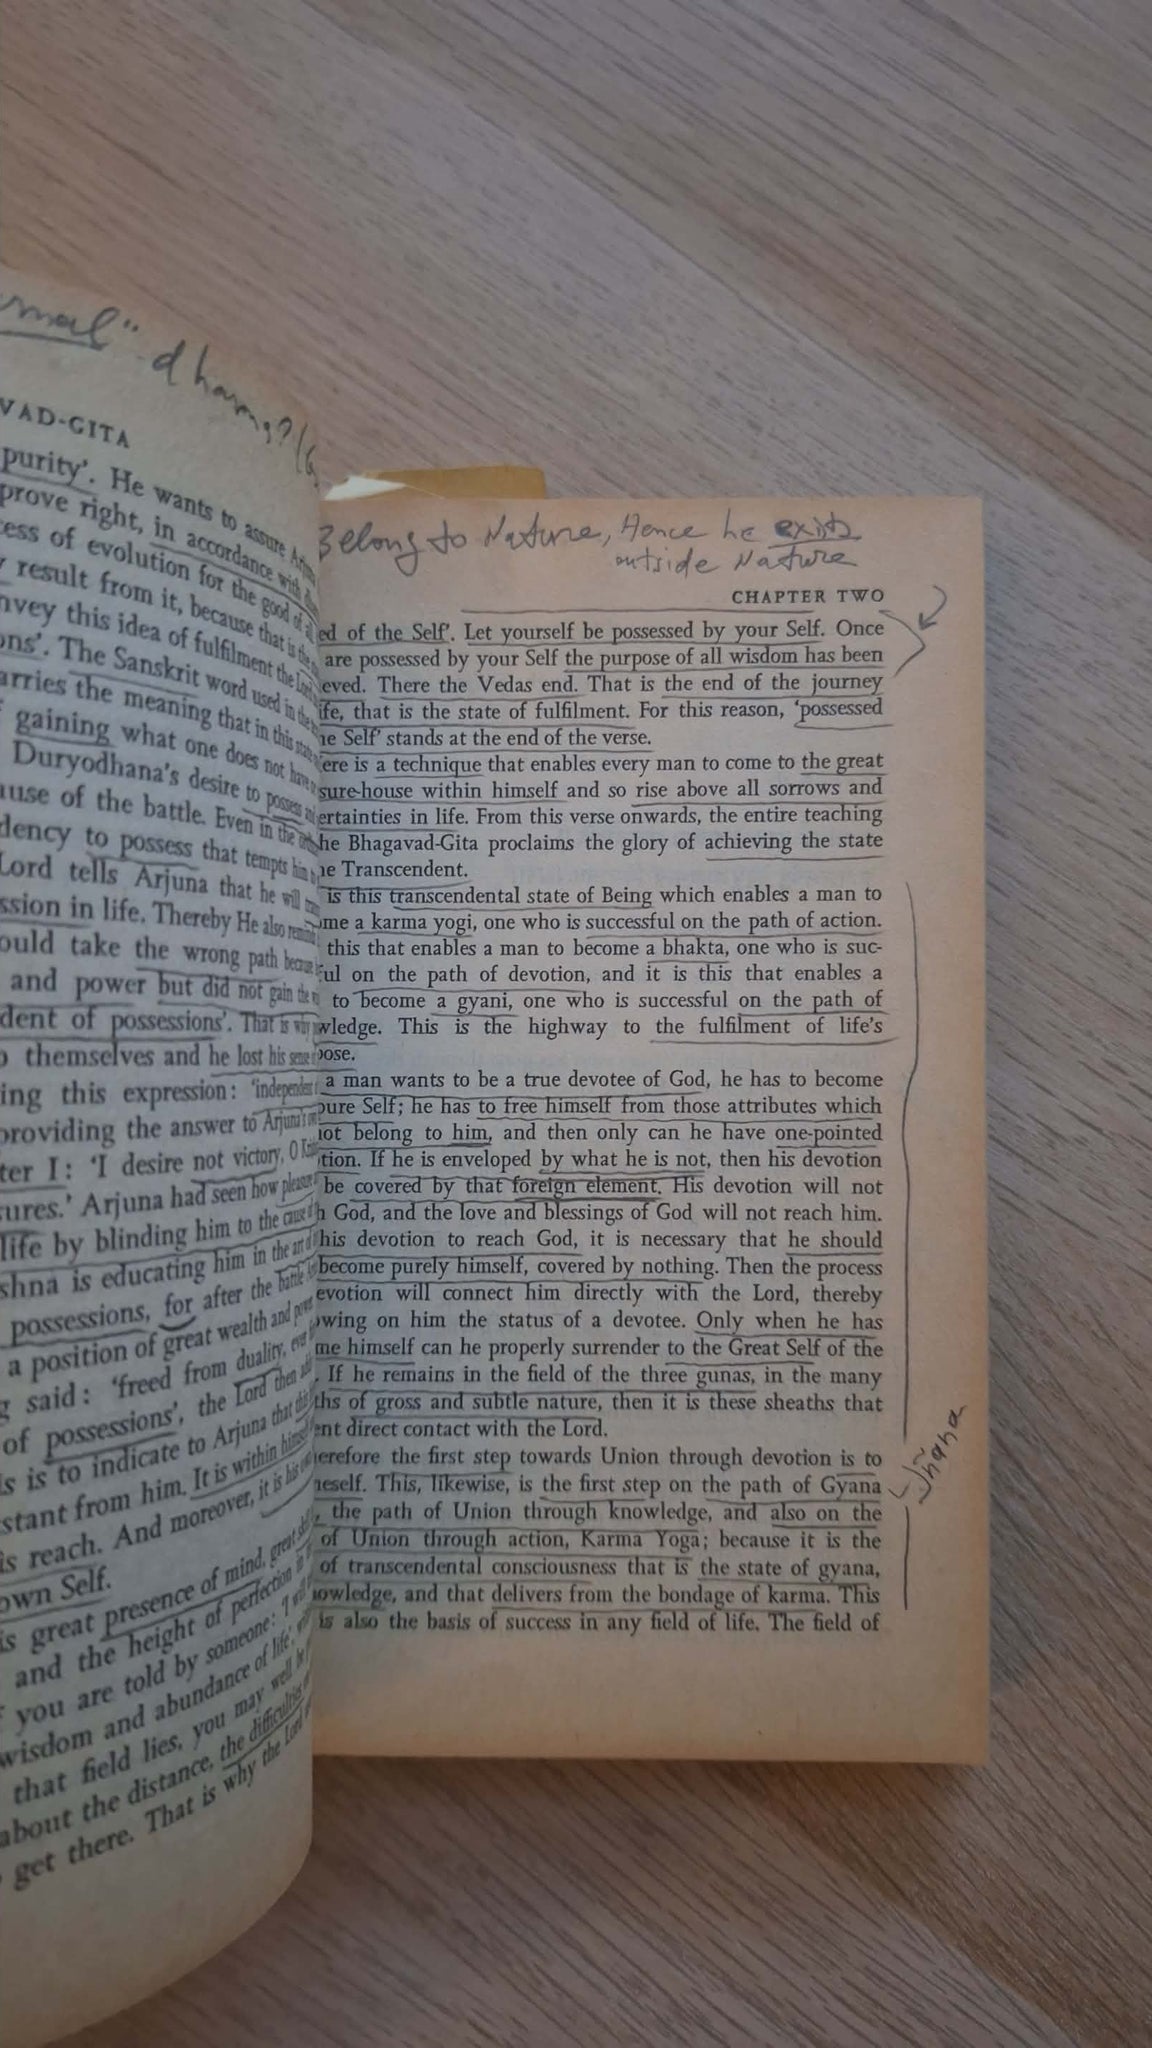 dharma?
VAD-GITA
purity’. He wants to assure
prove right, in accordance with
ess of evolution for the good of
result from it, because that is the
nvey this idea of fulfilment the
ons’. The Sanskrit word used in the
arries the meaning that in this state
gaining what one does not have
Duryodhana’s desire to possess
use of the battle. Even in the
dency to possess that tempts him
Lord tells Arjuna that he will
ssion in life. Thereby He also
ould take the wrong path because
and power but did not gain the
dent of possessions’. That is why
themselves and he lost his sense
ing this expression: ‘independent
providing the answer to Arjuna’s
ter I: ‘I desire not victory, O
sures.’ Arjuna had seen how
life by blinding him to the cause
shna is educating him in the art
possessions, for after the battle
a position of great wealth and
said: ‘freed from duality,
of possessions’, the Lord then
s is to indicate to Arjuna that
stant from him. It is within
is reach. And moreover, it is his
own Self.
is great presence of mind, great
and the height of perfection in
you are told by someone: ‘I will
wisdom and abundance of life’,
that field lies, you may well be
about the distance, the difficulties
get there. That is why the Lord
Belong to Nature, Hence he exists
outside Nature
CHAPTER TWO
ed of the Self’. Let yourself be possessed by your Self. Once
are possessed by your Self the purpose of all wisdom has been
eved. There the Vedas end. That is the end of the journey
ife, that is the state of fulfilment. For this reason, ‘possessed
he Self’ stands at the end of the verse.
ere is a technique that enables every man to come to the great
sure-house within himself and so rise above all sorrows and
ertainties in life. From this verse onwards, the entire teaching
he Bhagavad-Gita proclaims the glory of achieving the state
he Transcendent.
is this transcendental state of Being which enables a man to
ome a karma yogi, one who is successful on the path of action.
this that enables a man to become a bhakta, one who is suc-
ful on the path of devotion, and it is this that enables a
to become a gyani, one who is successful on the path of
wledge. This is the highway to the fulfilment of life’s
pose.
a man wants to be a true devotee of God, he has to become
pure Self; he has to free himself from those attributes which
not belong to him, and then only can he have one-pointed
tion. If he is enveloped by what he is not, then his devotion
be covered by that foreign element. His devotion will not
h God, and the love and blessings of God will not reach him.
his devotion to reach God, it is necessary that he should
become purely himself, covered by nothing. Then the process
evotion will connect him directly with the Lord, thereby
owing on him the status of a devotee. Only when he has
me himself can he properly surrender to the Great Self of the
. If he remains in the field of the three gunas, in the many
ths of gross and subtle nature, then it is these sheaths that
ent direct contact with the Lord.
herefore the first step towards Union through devotion is to
neself. This, likewise, is the first step on the path of Gyana
the path of Union through knowledge, and also on the
of Union through action, Karma Yoga; because it is the
of transcendental consciousness that is the state of gyana,
nowledge, and that delivers from the bondage of karma. This
is also the basis of success in any field of life. The field of
Jñana